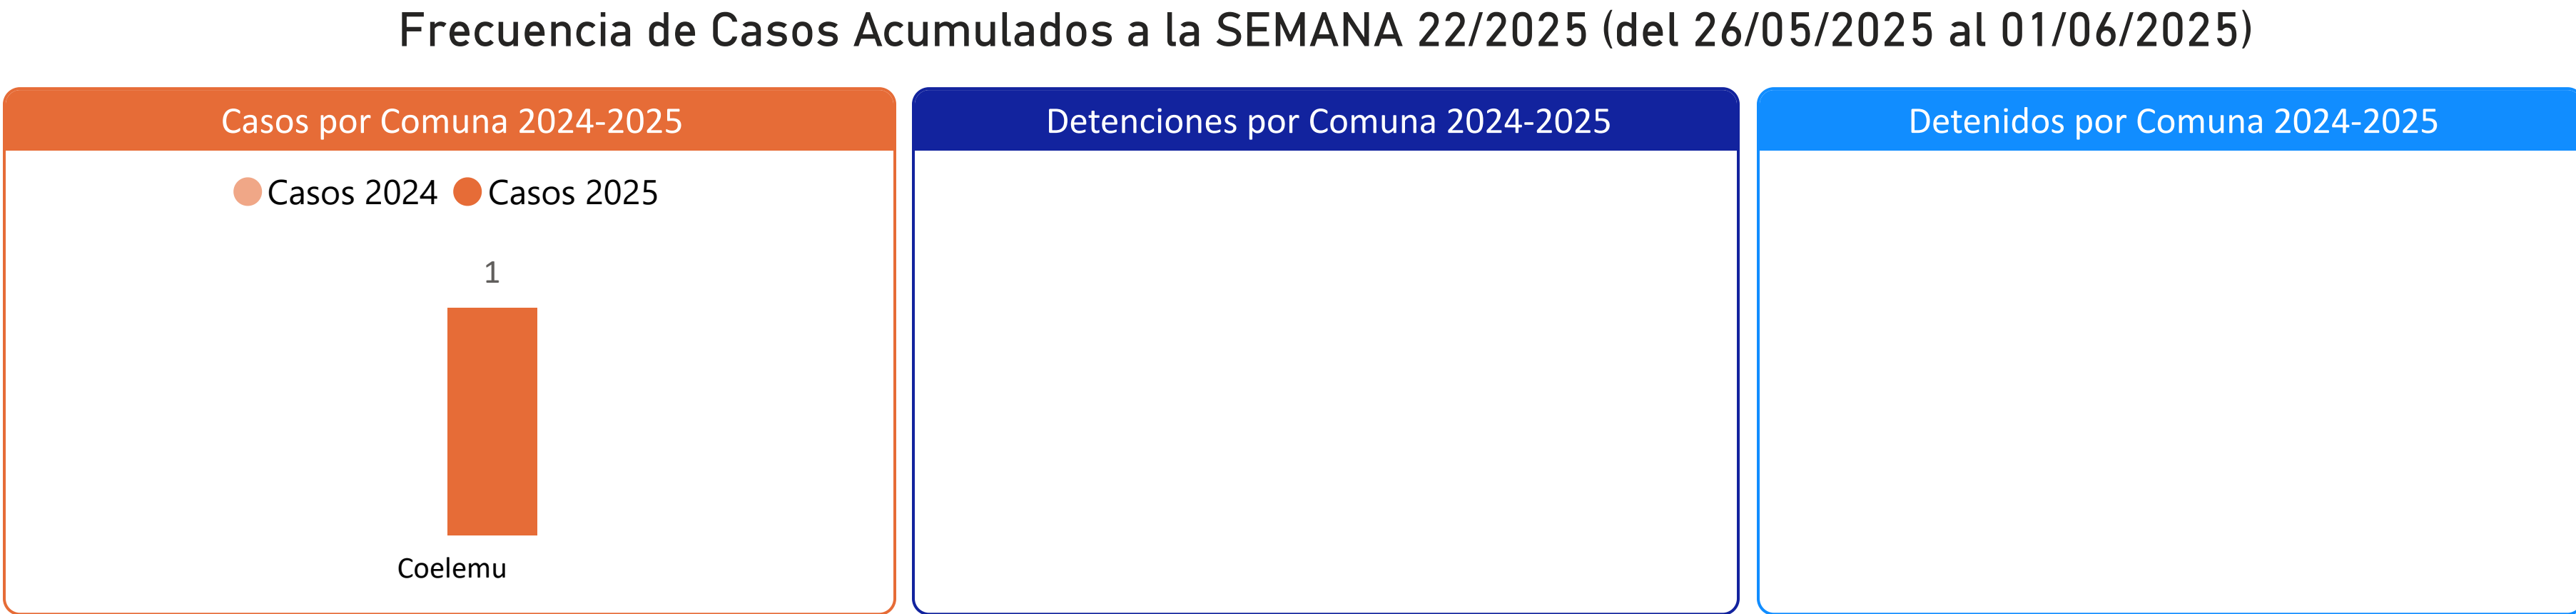 Frecuencia de Casos Acumulados a la SEMANA 22/2025 (del 26/05/2025 al 01/06/2025)
Casos por Comuna 2024-2025
Casos 2024 Casos 2025
1
Coelemu
Detenciones por Comuna 2024-2025
Detenidos por Comuna 2024-2025